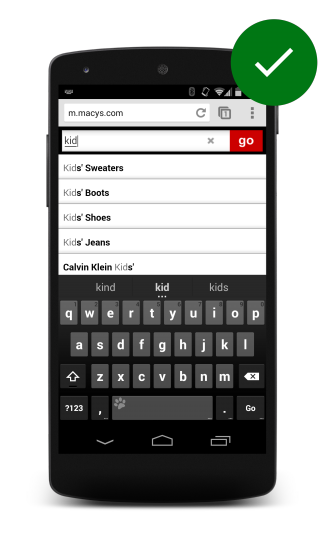 m.macys.com 1
kid × go
Kids' Sweaters
Kids' Boots
Kids' Shoes
Kids' Jeans
Calvin Klein Kids'
kind kid kids
q w e r t y u i o p
a s d f g h j k l
z x c v b n m
?123 , . Go